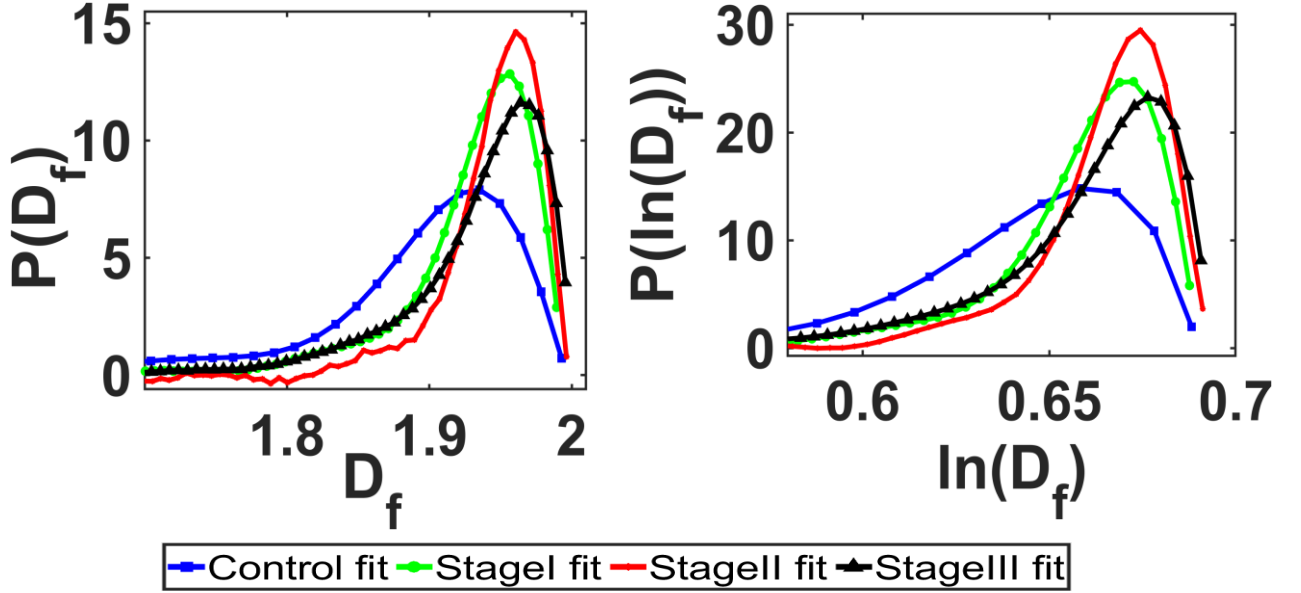 P(D_f)
15
10
5
0
1.8 1.9 2
D_f
P(ln(D_f))
30
20
10
0
0.6 0.65 0.7
ln(D_f)
Control fit StageI fit StageII fit StageIII fit